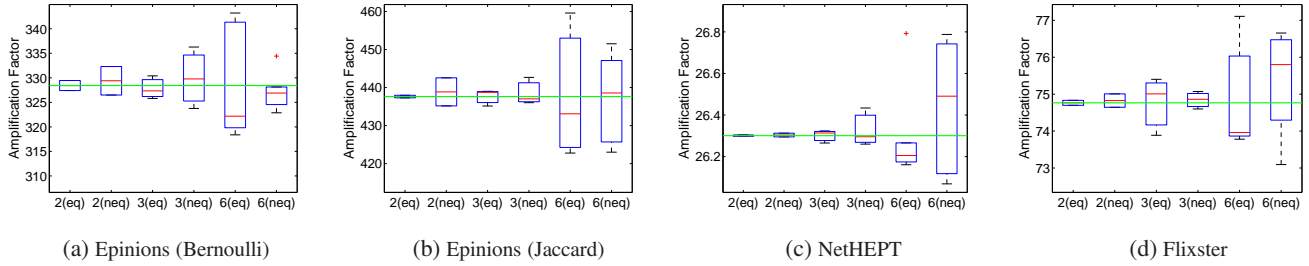 Amplification Factor
340
330
320
310
2(eq) 2(neq) 3(eq) 3(neq) 6(eq) 6(neq)
(a) Epinions (Bernoulli)
Amplification Factor
460
450
440
430
420
2(eq) 2(neq) 3(eq) 3(neq) 6(eq) 6(neq)
(b) Epinions (Jaccard)
Amplification Factor
26.8
26.6
26.4
26.2
2(eq) 2(neq) 3(eq) 3(neq) 6(eq) 6(neq)
(c) NetHEPT
Amplification Factor
77
76
75
74
73
2(eq) 2(neq) 3(eq) 3(neq) 6(eq) 6(neq)
(d) Flixster